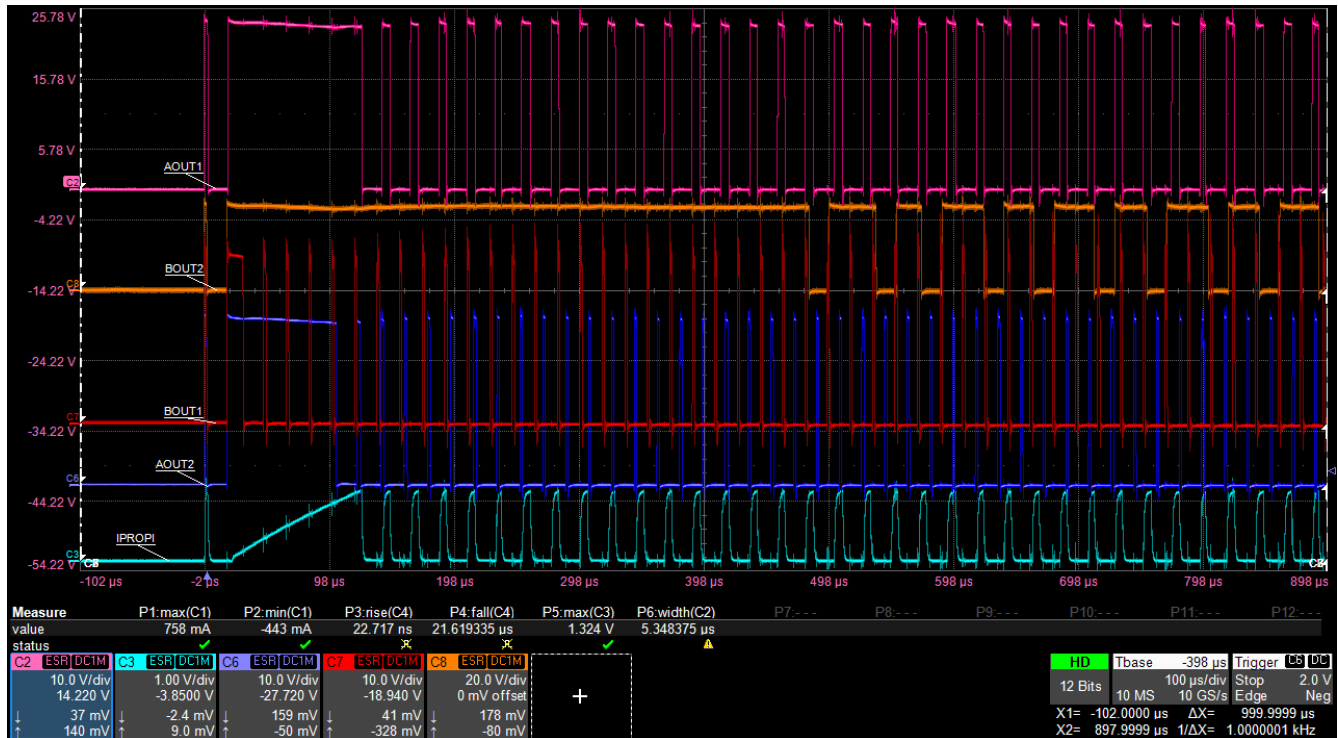 25.78 V
15.78 V
5.78 V
AOUT1
C2
-4.22 V
BOUT2
C8
-14.22 V
-24.22 V
BOUT1
C7
-34.22 V
AOUT2
C6
-44.22 V
IPROPI
C3
-54.22 V
-102 µs -2 µs 98 µs 198 µs 298 µs 398 µs 498 µs 598 µs 698 µs 798 µs 898 µs
Measure P1:max(C1) P2:min(C1) P3:rise(C4) P4:fall(C4) P5:max(C3) P6:width(C2) P7:- - - P8:- - - P9:- - - P10:- - - P11:- - - P12:- - -
value 758 mA -443 mA 22.717 ns 21.619335 µs 1.324 V 5.348375 µs
status
C2 ESR DC1M C3 ESR DC1M C6 ESR DC1M C7 ESR DC1M C8 ESR DC1M
10.0 V/div 1.00 V/div 10.0 V/div 10.0 V/div 20.0 V/div
14.220 V -3.8500 V -27.720 V -18.940 V 0 mV offset
↓ 37 mV ↓ -2.4 mV ↓ 159 mV ↓ 41 mV ↓ 178 mV
↑ 140 mV ↑ 9.0 mV ↑ -50 mV ↑ -328 mV ↑ -80 mV
+
HD Tbase -398 µs Trigger C6 DC
12 Bits 100 µs/div Stop 2.0 V
10 MS 10 GS/s Edge Neg
X1= -102.0000 µs ΔX= 999.9999 µs
X2= 897.9999 µs 1/ΔX= 1.0000001 kHz